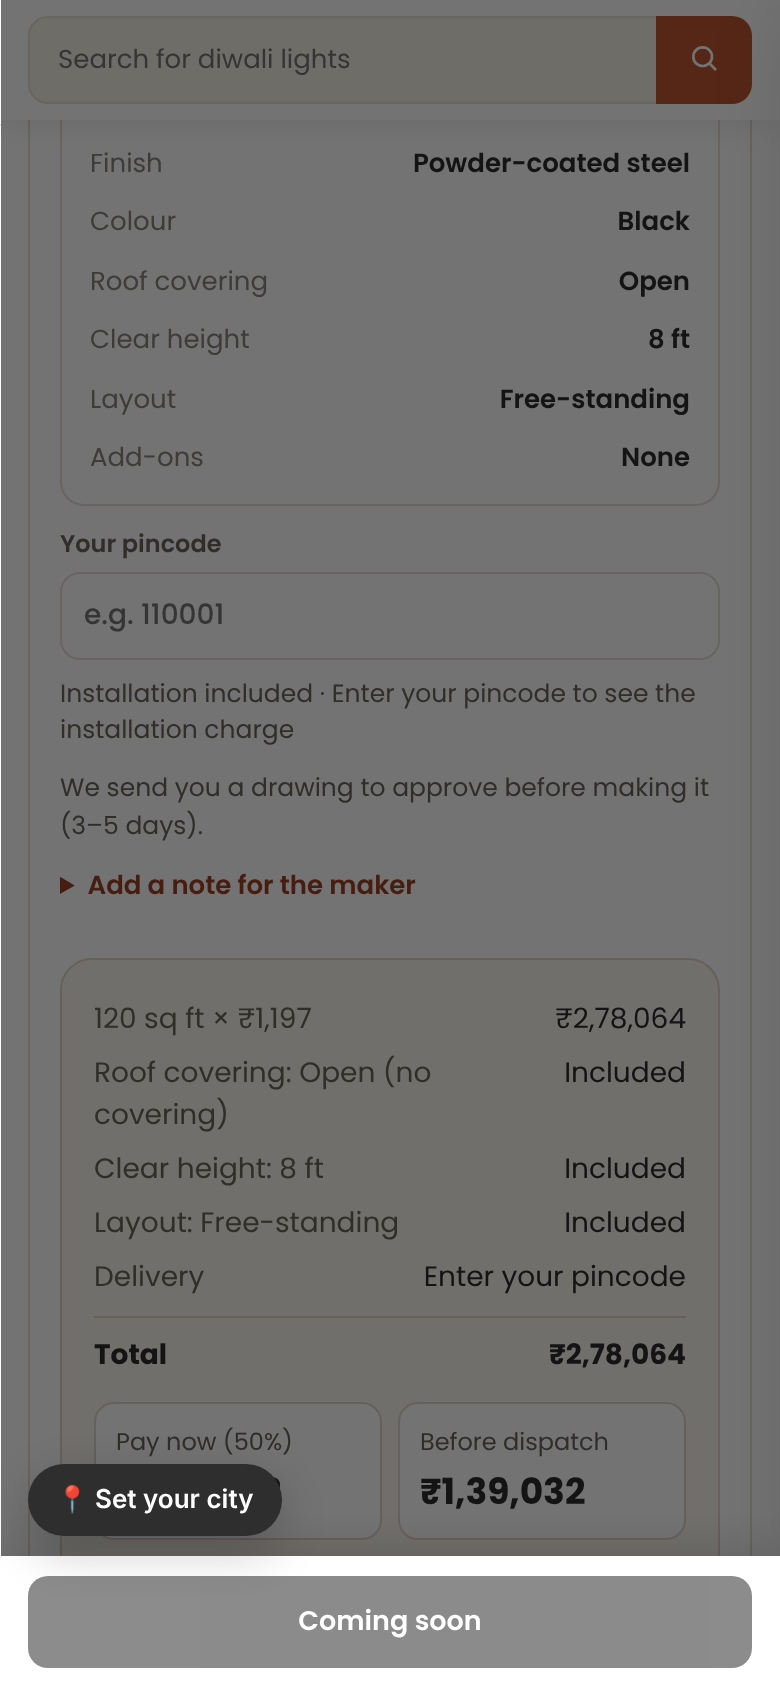 Search for diwali lights
Finish Powder-coated steel
Colour Black
Roof covering Open
Clear height 8 ft
Layout Free-standing
Add-ons None
Your pincode
e.g. 110001
Installation included · Enter your pincode to see the
installation charge
We send you a drawing to approve before making it
(3–5 days).
Add a note for the maker
120 sq ft × ₹1,197 ₹2,78,064
Roof covering: Open (no Included
covering)
Clear height: 8 ft Included
Layout: Free-standing Included
Delivery Enter your pincode
Total ₹2,78,064
Pay now (50%) Before dispatch
₹1,39,032
📍 Set your city
Coming soon